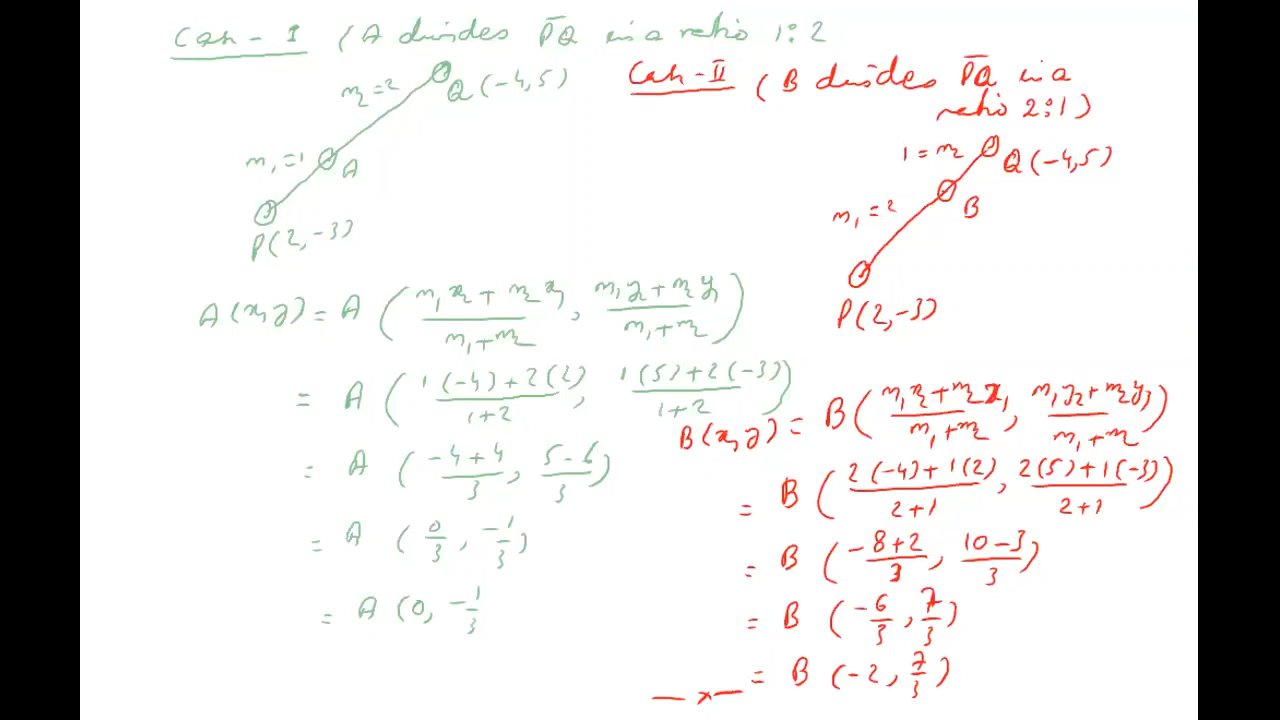 Case - I (A divides P̅Q in a ratio 1:2
m₂=2
Q(-4,5)
m₁=1
A
P(2,-3)
A(x,y) = A ( (m₁x₂+m₂x₁)/(m₁+m₂), (m₁y₂+m₂y₁)/(m₁+m₂) )
= A ( (1(-4)+2(2))/(1+2), (1(5)+2(-3))/(1+2) )
= A ( (-4+4)/3, (5-6)/3 )
= A ( 0/3, -1/3 )
= A (0, -1/3
Case -II (B divides P̅Q in a
ratio 2:1)
1=m₂
Q(-4,5)
m₁=2
B
P(2,-3)
B(x,y) = B( (m₁x₂+m₂x₁)/(m₁+m₂), (m₁y₂+m₂y₁)/(m₁+m₂) )
= B ( (2(-4)+1(2))/(2+1), (2(5)+1(-3))/(2+1) )
= B ( (-8+2)/3, (10-3)/3 )
= B ( -6/3, 7/3 )
= B (-2, 7/3 )
—x—